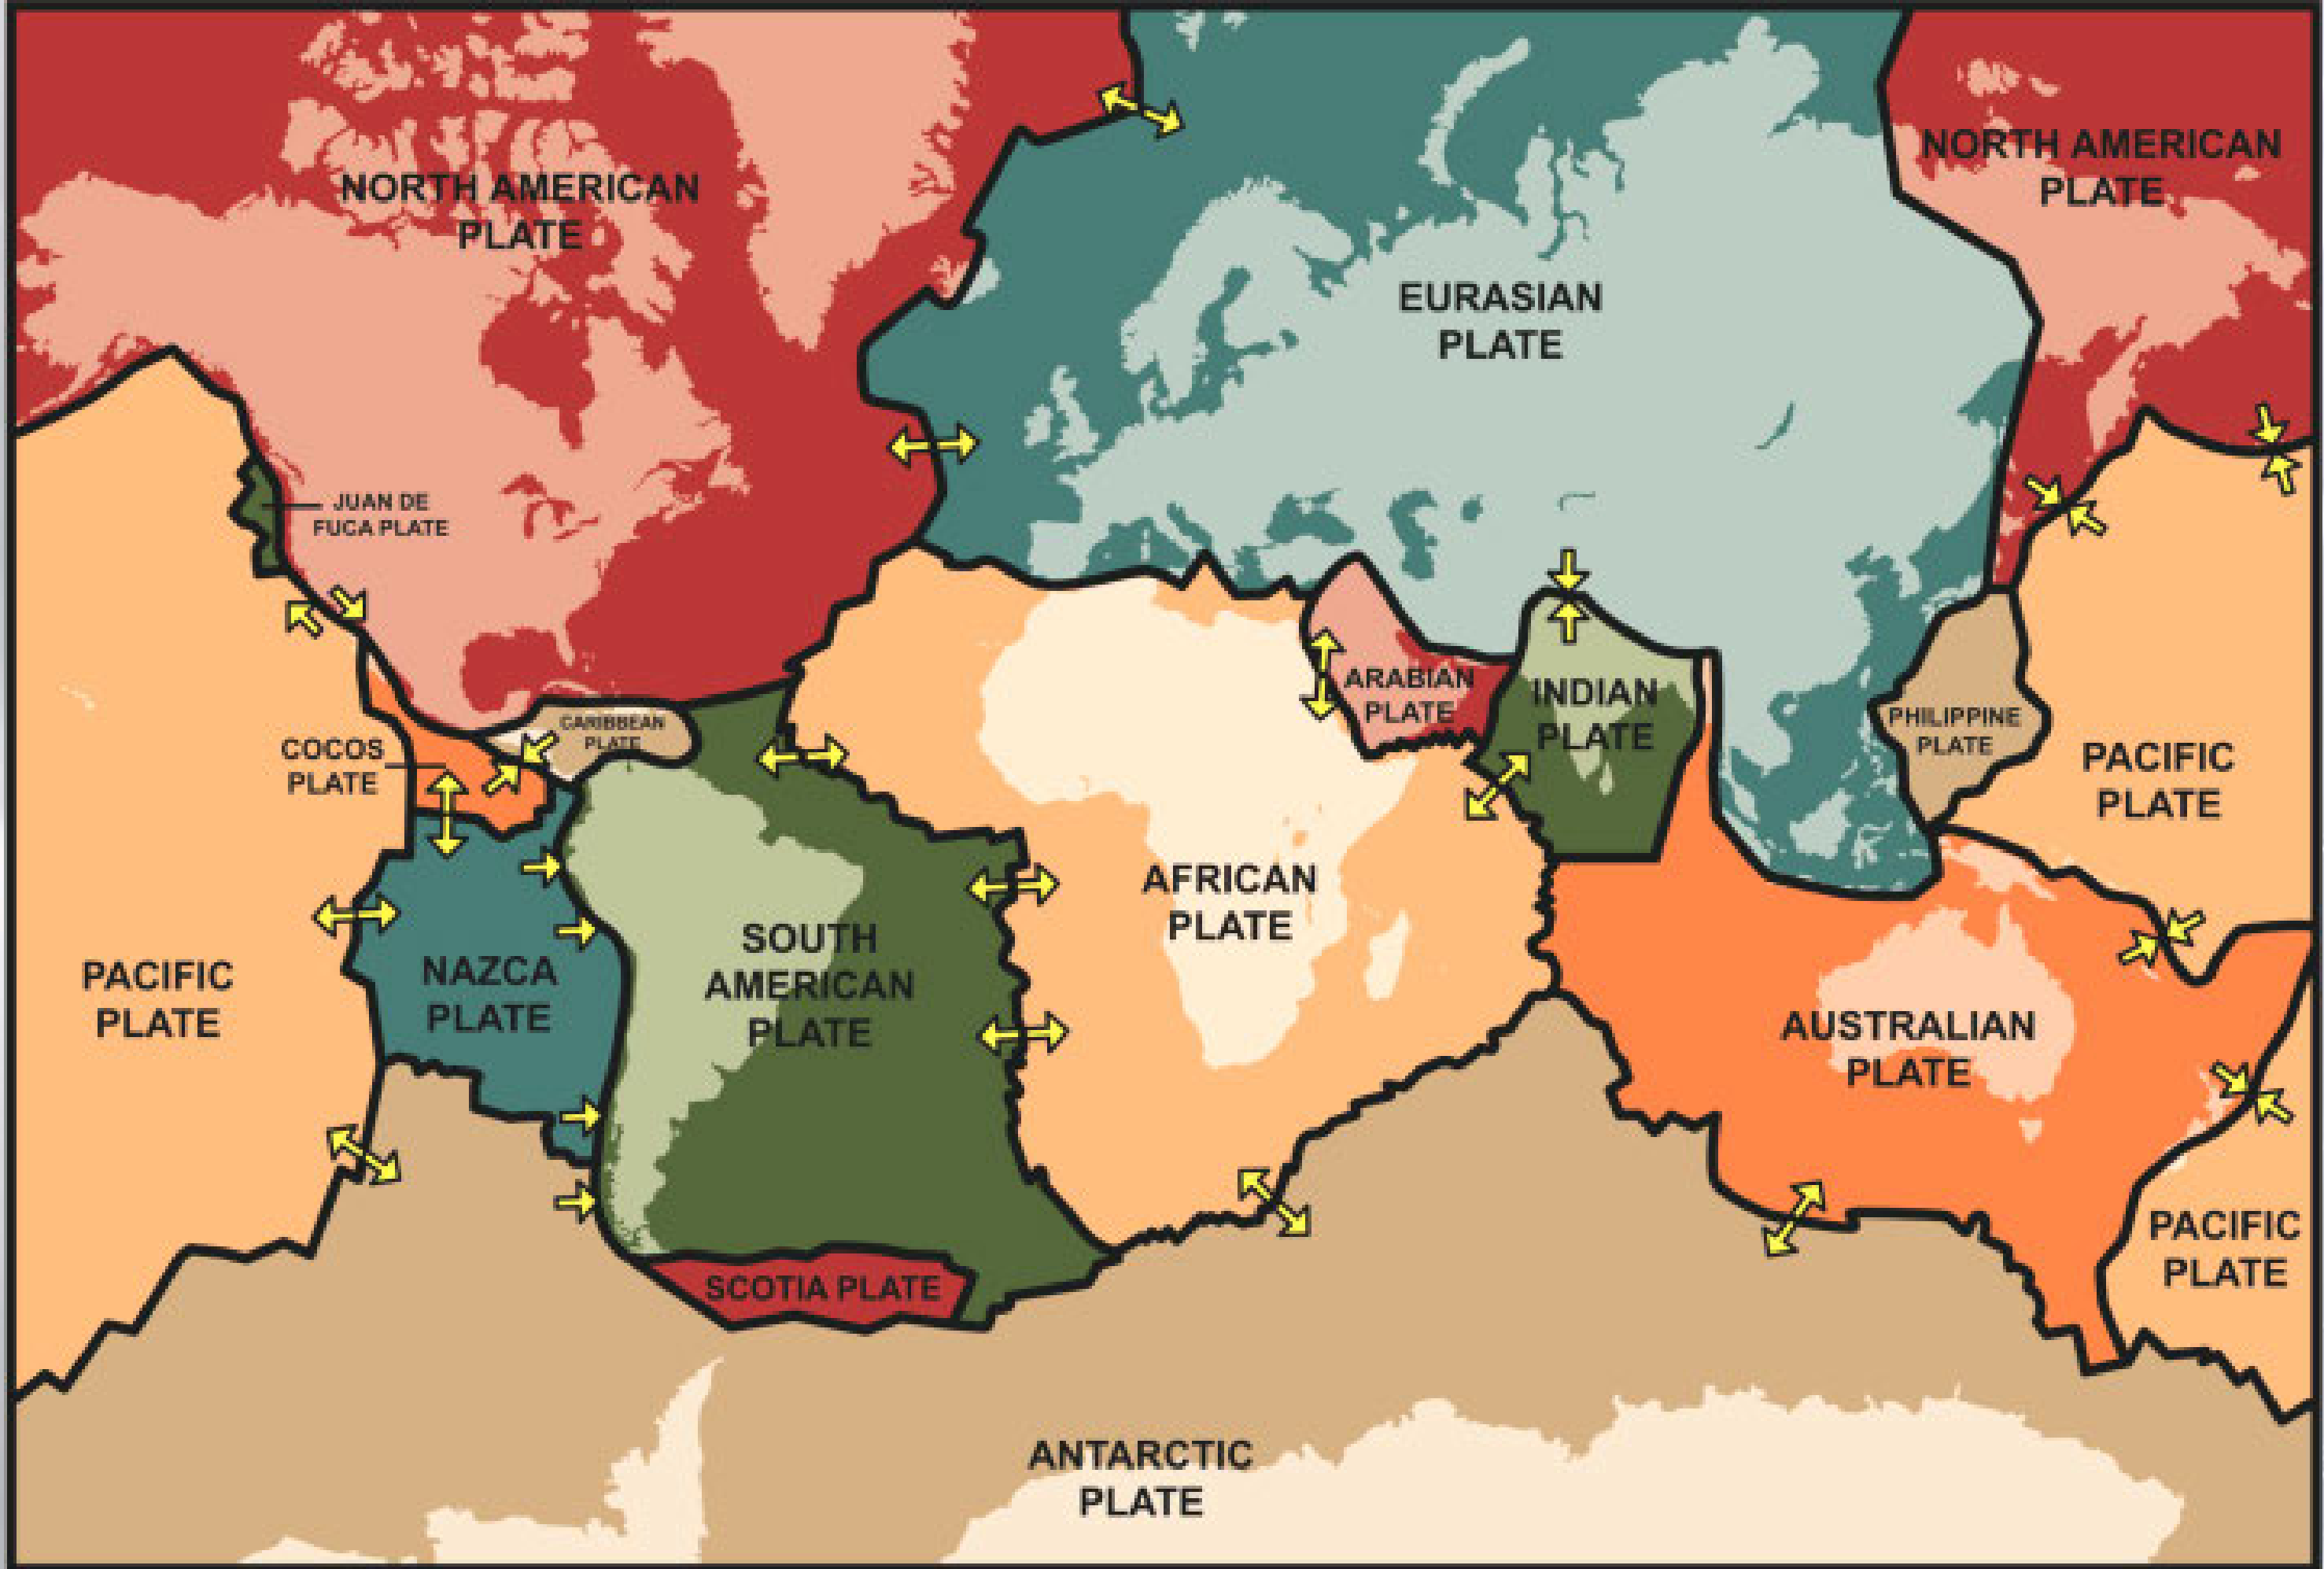 NORTH AMERICAN
PLATE
NORTH AMERICAN
PLATE
EURASIAN
PLATE
JUAN DE
FUCA PLATE
ARABIAN
PLATE
INDIAN
PLATE
CARIBBEAN
PLATE
PHILIPPINE
PLATE
COCOS
PLATE
PACIFIC
PLATE
AFRICAN
PLATE
SOUTH
AMERICAN
PLATE
PACIFIC
PLATE
NAZCA
PLATE
AUSTRALIAN
PLATE
PACIFIC
PLATE
SCOTIA PLATE
ANTARCTIC
PLATE